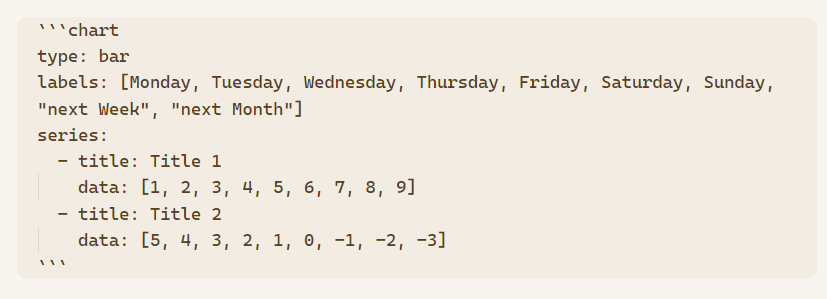 ```chart
type: bar
labels: [Monday, Tuesday, Wednesday, Thursday, Friday, Saturday, Sunday,
"next Week", "next Month"]
series:
  - title: Title 1
    data: [1, 2, 3, 4, 5, 6, 7, 8, 9]
  - title: Title 2
    data: [5, 4, 3, 2, 1, 0, -1, -2, -3]
```